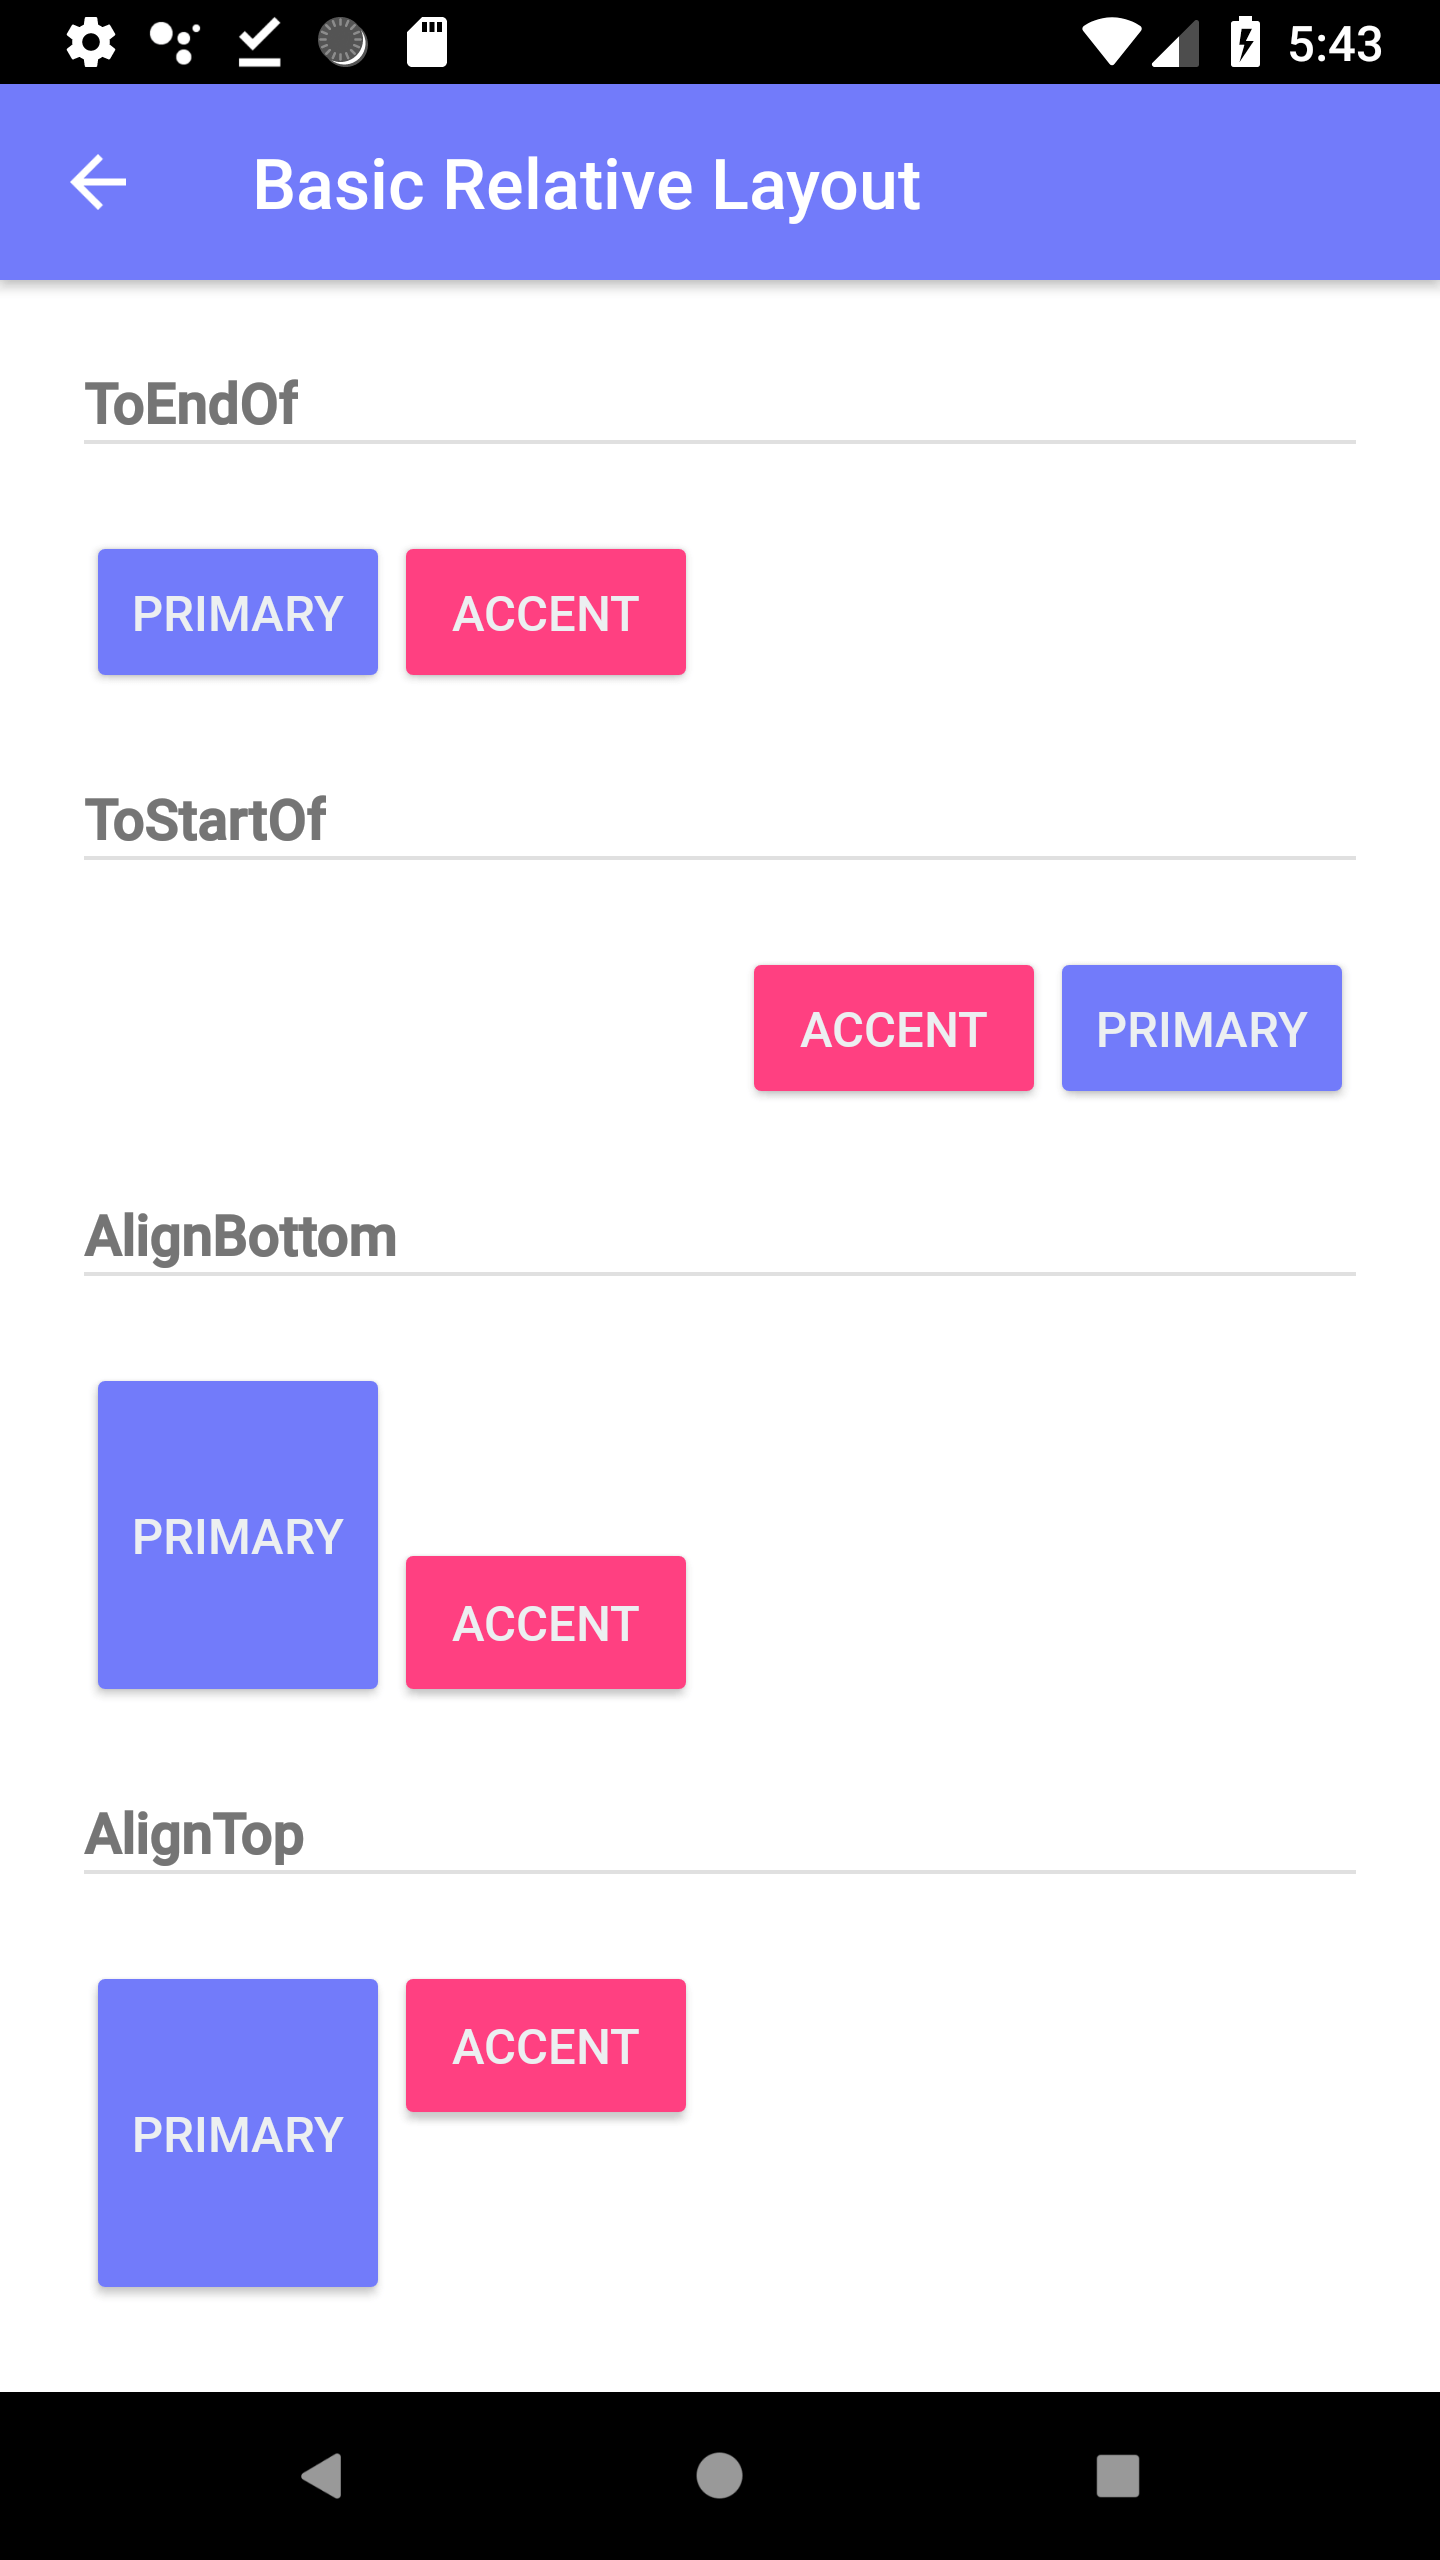 5:43
Basic Relative Layout
ToEndOf
PRIMARY ACCENT
ToStartOf
ACCENT PRIMARY
AlignBottom
PRIMARY
ACCENT
AlignTop
ACCENT
PRIMARY